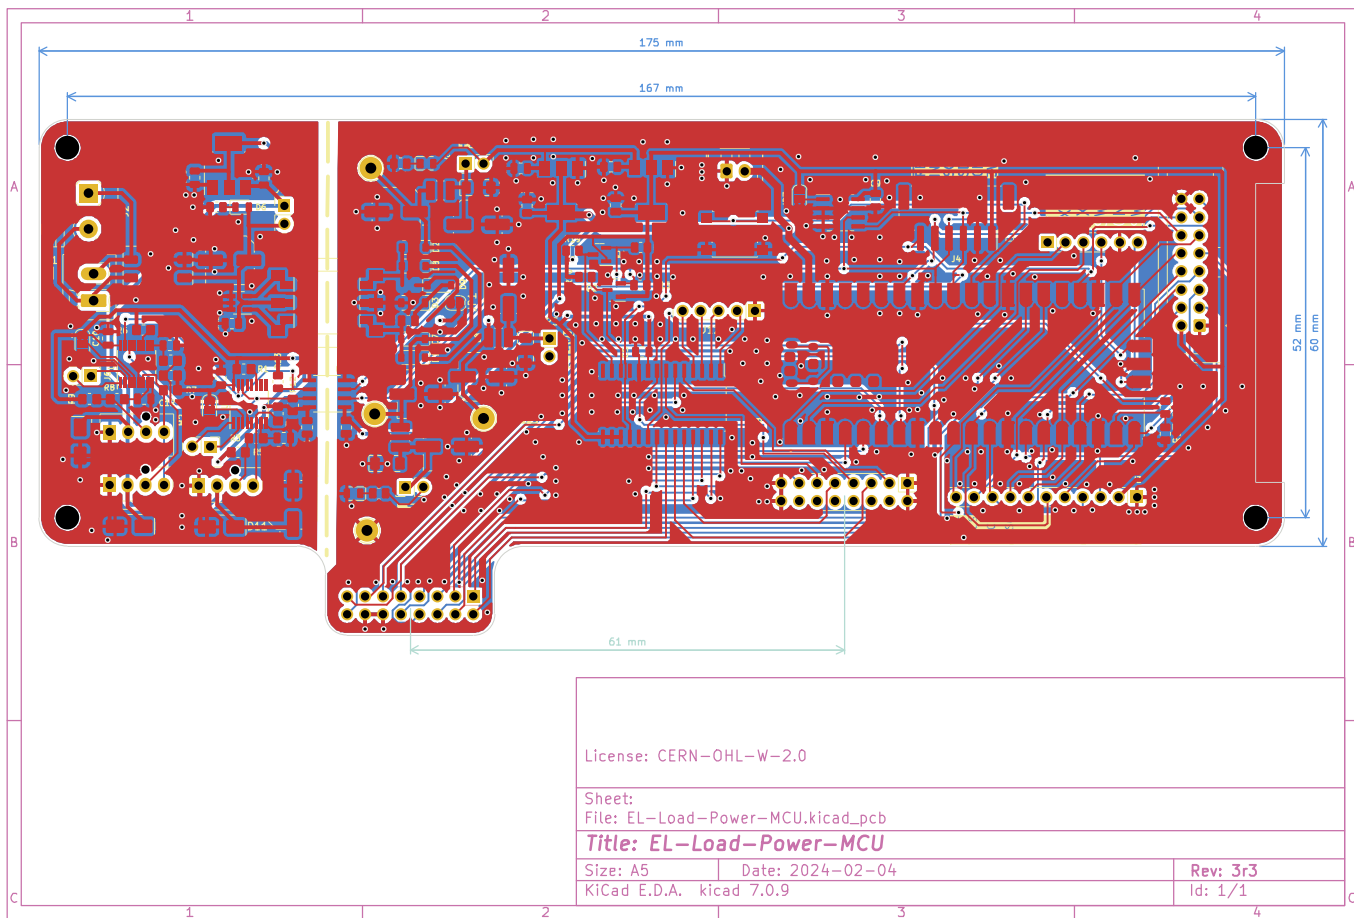 1 2 3 4
175 mm
167 mm
A A
J4
52 mm
60 mm
B B
61 mm
License: CERN-OHL-W-2.0
Sheet:
File: EL-Load-Power-MCU.kicad_pcb
Title: EL-Load-Power-MCU
Size: A5 Date: 2024-02-04 Rev: 3r3
KiCad E.D.A. kicad 7.0.9 Id: 1/1
C C
1 2 3 4